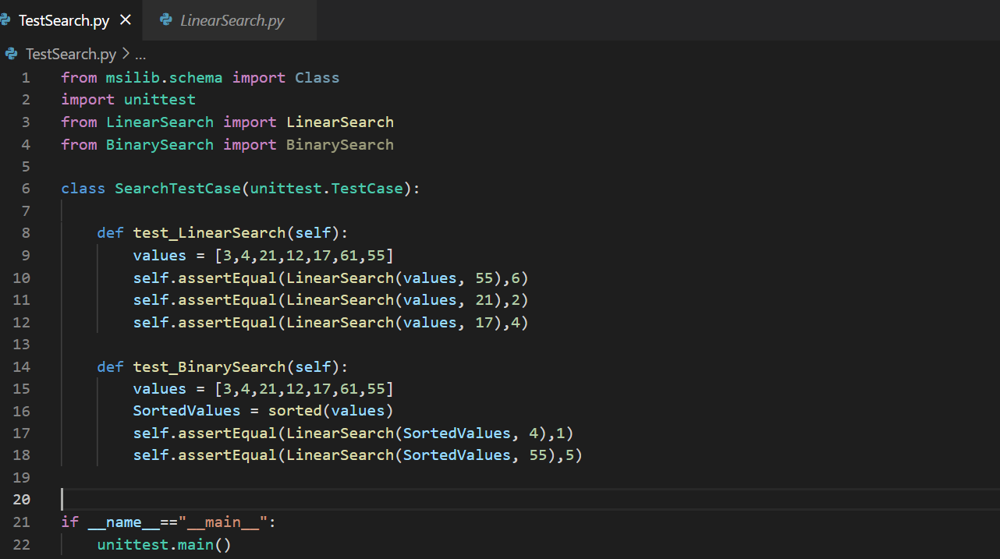 TestSearch.py × LinearSearch.py
TestSearch.py > ...
1 from msilib.schema import Class
2 import unittest
3 from LinearSearch import LinearSearch
4 from BinarySearch import BinarySearch
5
6 class SearchTestCase(unittest.TestCase):
7
8     def test_LinearSearch(self):
9         values = [3,4,21,12,17,61,55]
10         self.assertEqual(LinearSearch(values, 55),6)
11         self.assertEqual(LinearSearch(values, 21),2)
12         self.assertEqual(LinearSearch(values, 17),4)
13
14     def test_BinarySearch(self):
15         values = [3,4,21,12,17,61,55]
16         SortedValues = sorted(values)
17         self.assertEqual(LinearSearch(SortedValues, 4),1)
18         self.assertEqual(LinearSearch(SortedValues, 55),5)
19
20
21 if __name__=="__main__":
22     unittest.main()